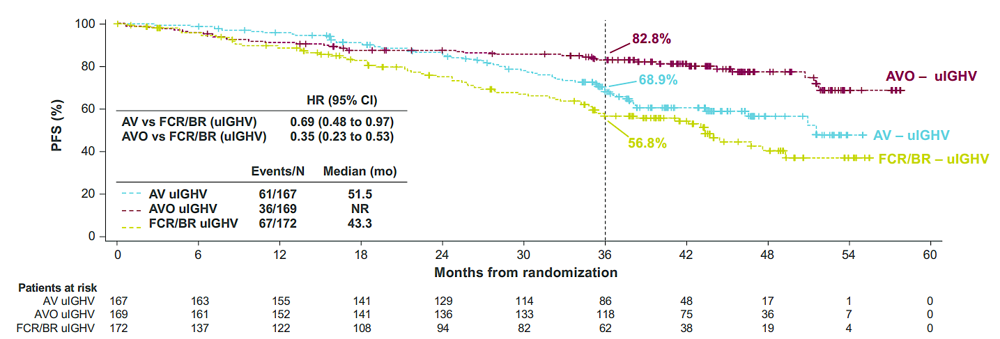 100
80
60
40
20
0
PFS (%)
82.8%
68.9%
56.8%
AVO – uIGHV
AV – uIGHV
FCR/BR – uIGHV
HR (95% CI)
AV vs FCR/BR (uIGHV) 0.69 (0.48 to 0.97)
AVO vs FCR/BR (uIGHV) 0.35 (0.23 to 0.53)
Events/N Median (mo)
AV uIGHV 61/167 51.5
AVO uIGHV 36/169 NR
FCR/BR uIGHV 67/172 43.3
0 6 12 18 24 30 36 42 48 54 60
Months from randomization
Patients at risk
AV uIGHV 167 163 155 141 129 114 86 48 17 1 0
AVO uIGHV 169 161 152 141 136 133 118 75 36 7 0
FCR/BR uIGHV 172 137 122 108 94 82 62 38 19 4 0